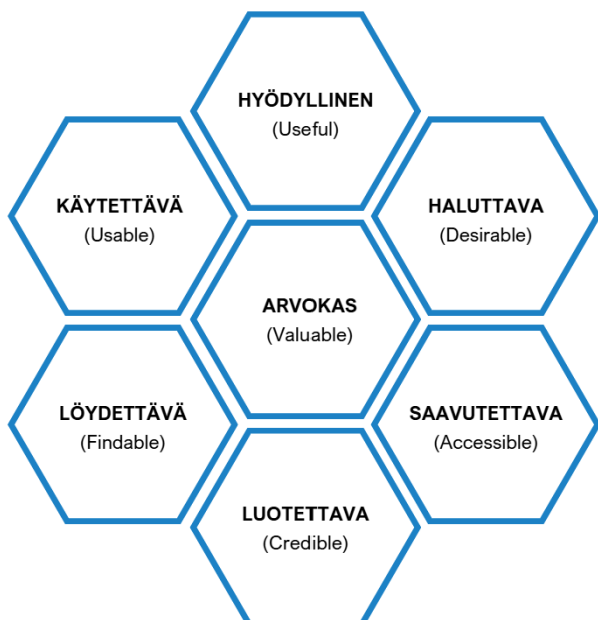 HYÖDYLLINEN
(Useful)
KÄYTETTÄVÄ
(Usable)
HALUTTAVA
(Desirable)
ARVOKAS
(Valuable)
LÖYDETTÄVÄ
(Findable)
SAAVUTETTAVA
(Accessible)
LUOTETTAVA
(Credible)